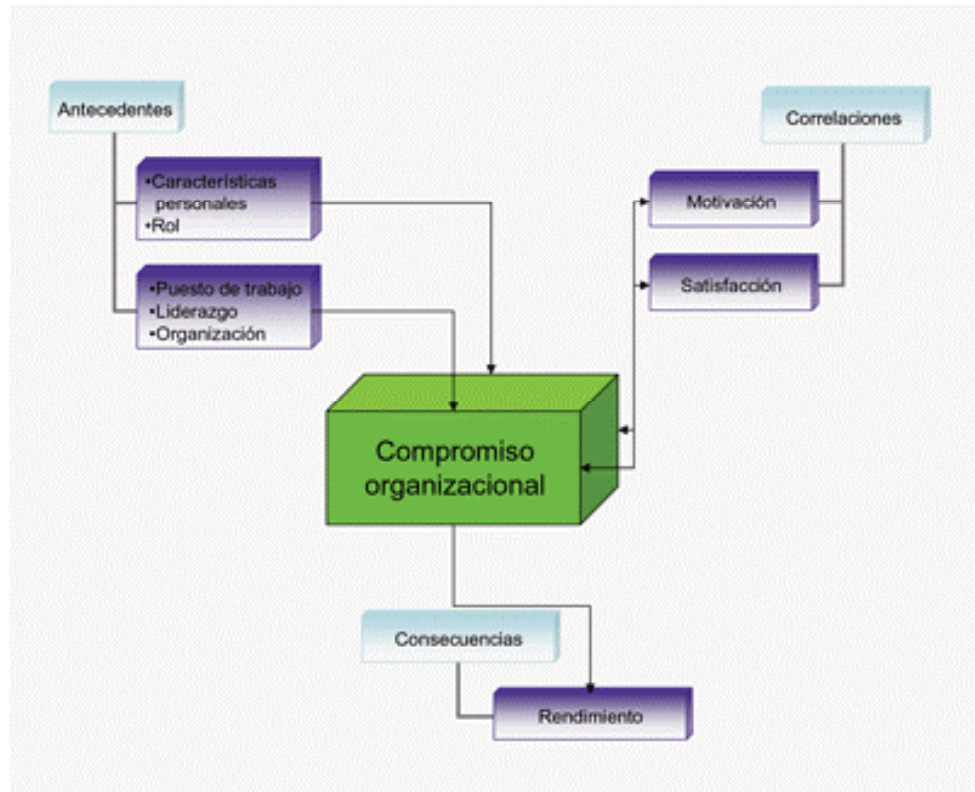 Antecedentes
•Características
personales
•Rol
•Puesto de trabajo
•Liderazgo
•Organización
Correlaciones
Motivación
Satisfacción
Compromiso
organizacional
Consecuencias
Rendimiento